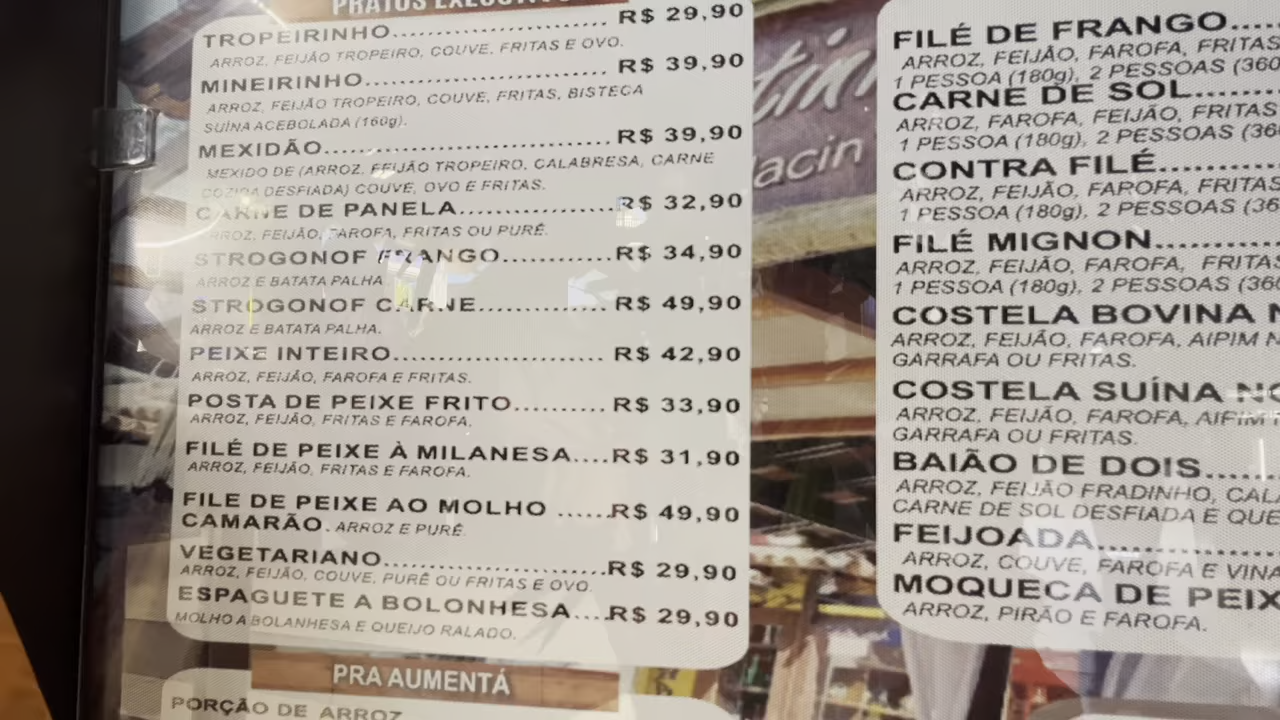 PRATOS EXECUTIVO
TROPEIRINHO.......................... R$ 29,90
ARROZ, FEIJÃO TROPEIRO, COUVE, FRITAS E OVO.
MINEIRINHO............................. R$ 39,90
ARROZ, FEIJÃO TROPEIRO, COUVE, FRITAS, BISTECA
SUÍNA ACEBOLADA (160g).
MEXIDÃO................................... R$ 39,90
MEXIDO DE (ARROZ, FEIJÃO TROPEIRO, CALABRESA, CARNE
COZIDA DESFIADA) COUVE, OVO E FRITAS.
CARNE DE PANELA...................R$ 32,90
ARROZ, FEIJÃO, FAROFA, FRITAS OU PURÊ.
STROGONOF FRANGO.............R$ 34,90
ARROZ E BATATA PALHA.
STROGONOF CARNE............... R$ 49,90
ARROZ E BATATA PALHA.
PEIXE INTEIRO......................... R$ 42,90
ARROZ, FEIJÃO, FAROFA E FRITAS.
POSTA DE PEIXE FRITO........... R$ 33,90
ARROZ, FEIJÃO, FRITAS E FAROFA.
FILÉ DE PEIXE À MILANESA....R$ 31,90
ARROZ, FEIJÃO, FRITAS E FAROFA.
FILE DE PEIXE AO MOLHO ......R$ 49,90
CAMARÃO. ARROZ E PURÊ.
VEGETARIANO..........................R$ 29,90
ARROZ, FEIJÃO, COUVE, PURÊ OU FRITAS E OVO.
ESPAGUETE A BOLONHESA....R$ 29,90
MOLHO A BOLANHESA E QUEIJO RALADO.
PRA AUMENTÁ
PORÇÃO DE ARROZ
FILÉ DE FRANGO.....
ARROZ, FEIJÃO, FAROFA, FRITAS
1 PESSOA (180g), 2 PESSOAS (360
CARNE DE SOL........
ARROZ, FAROFA, FEIJÃO, FRITAS
1 PESSOA (180g), 2 PESSOAS (36
CONTRA FILÉ............
ARROZ, FEIJÃO, FAROFA, FRITAS
1 PESSOA (180g), 2 PESSOAS (36
FILÉ MIGNON............
ARROZ, FEIJÃO, FAROFA, FRITAS
1 PESSOA (180g), 2 PESSOAS (360
COSTELA BOVINA N
ARROZ, FEIJÃO, FAROFA, AIPIM N
GARRAFA OU FRITAS.
COSTELA SUÍNA NO
ARROZ, FEIJÃO, FAROFA, AIPIM
GARRAFA OU FRITAS.
BAIÃO DE DOIS.......
ARROZ, FEIJÃO FRADINHO, CALA
CARNE DE SOL DESFIADA E QUE
FEIJOADA.................
ARROZ, COUVE, FAROFA E VINA
MOQUECA DE PEIX
ARROZ, PIRÃO E FAROFA.